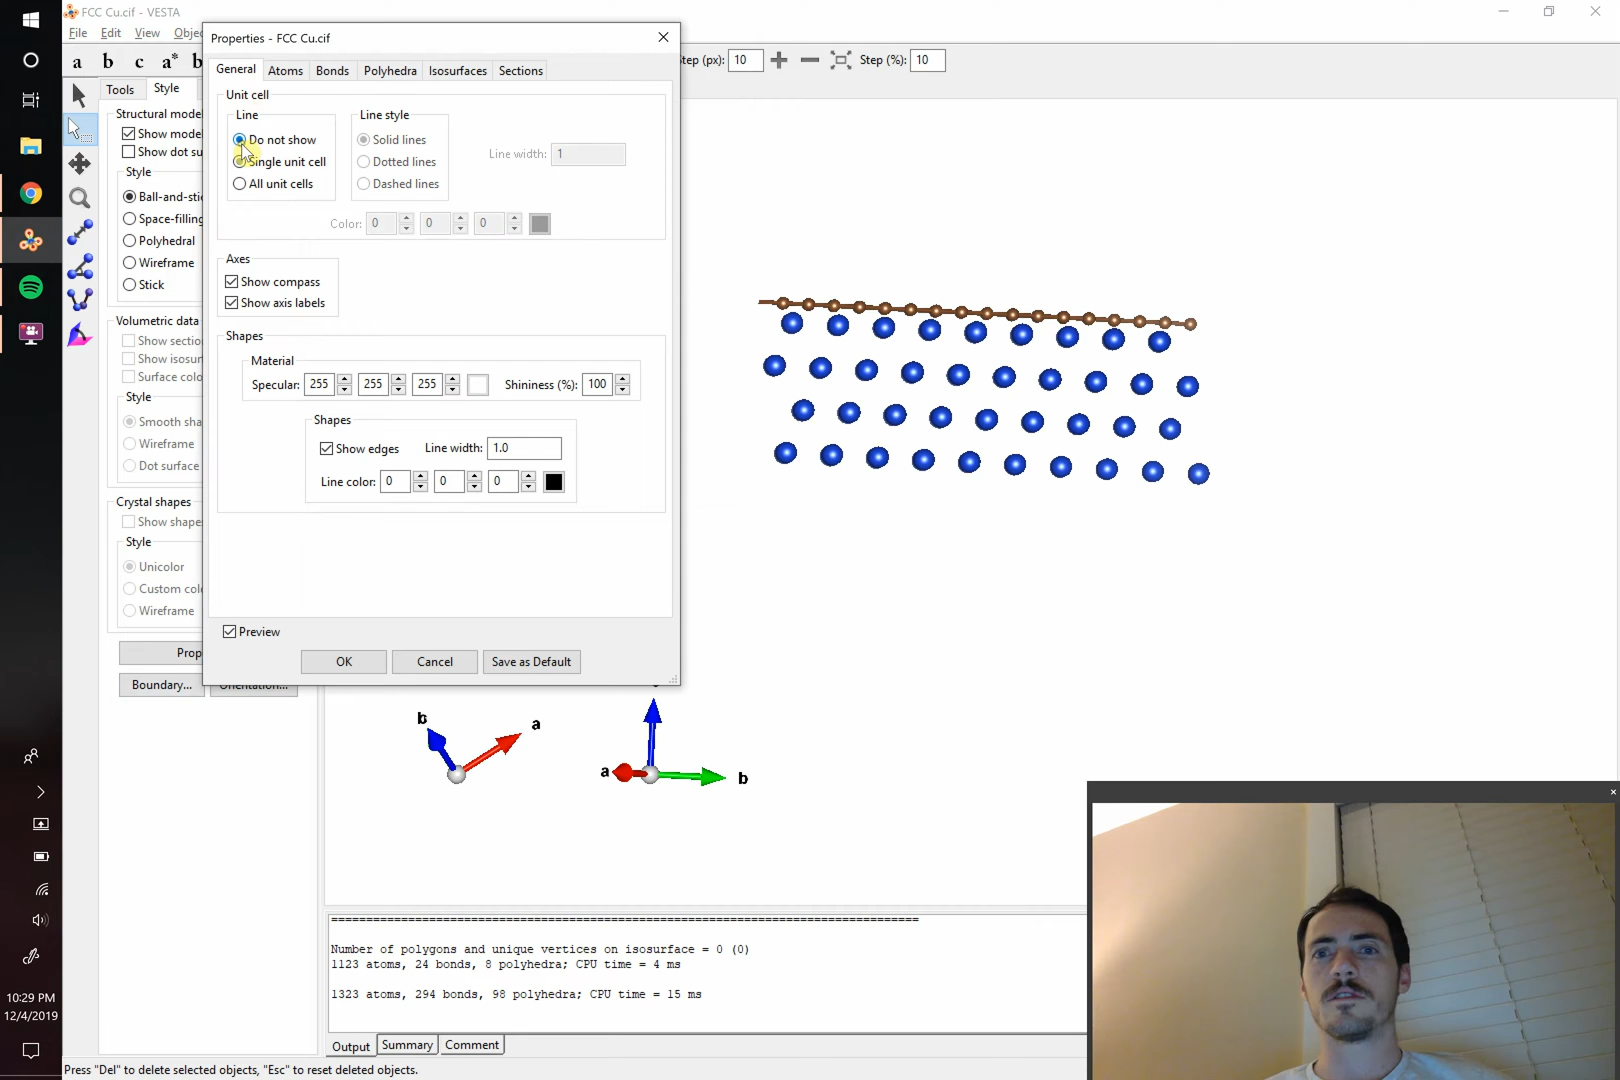 FCC Cu.cif - VESTA
File Edit View
a b c a*
Step (%): 10
10
Tools Style
Show model
Style
Space-filling
Polyhedral
Wireframe
Stick
Volumetric data
Style
Wireframe
Dot surface
Crystal shapes
Style
Unicolor
Wireframe
Boundary...
Orientation...
Properties - FCC Cu.cif
General Atoms Bonds Polyhedra Isosurfaces Sections
Unit cell
Line
Do not show
Single unit cell
All unit cells
Line style
Solid lines
Dotted lines
Dashed lines
Line width: 1
Color: 0 0 0
Axes
Show compass
Show axis labels
Shapes
Material
Specular: 255 255 255 Shininess (%): 100
Shapes
Show edges Line width: 1.0
Line color: 0 0 0
Preview
OK Cancel Save as Default
b a
a b
Number of polygons and unique vertices on isosurface = 0 (0)
1123 atoms, 24 bonds, 8 polyhedra; CPU time = 4 ms
1323 atoms, 294 bonds, 98 polyhedra; CPU time = 15 ms
Output Summary Comment
Press "Del" to delete selected objects, "Esc" to reset deleted objects.
10:29 PM
12/4/2019